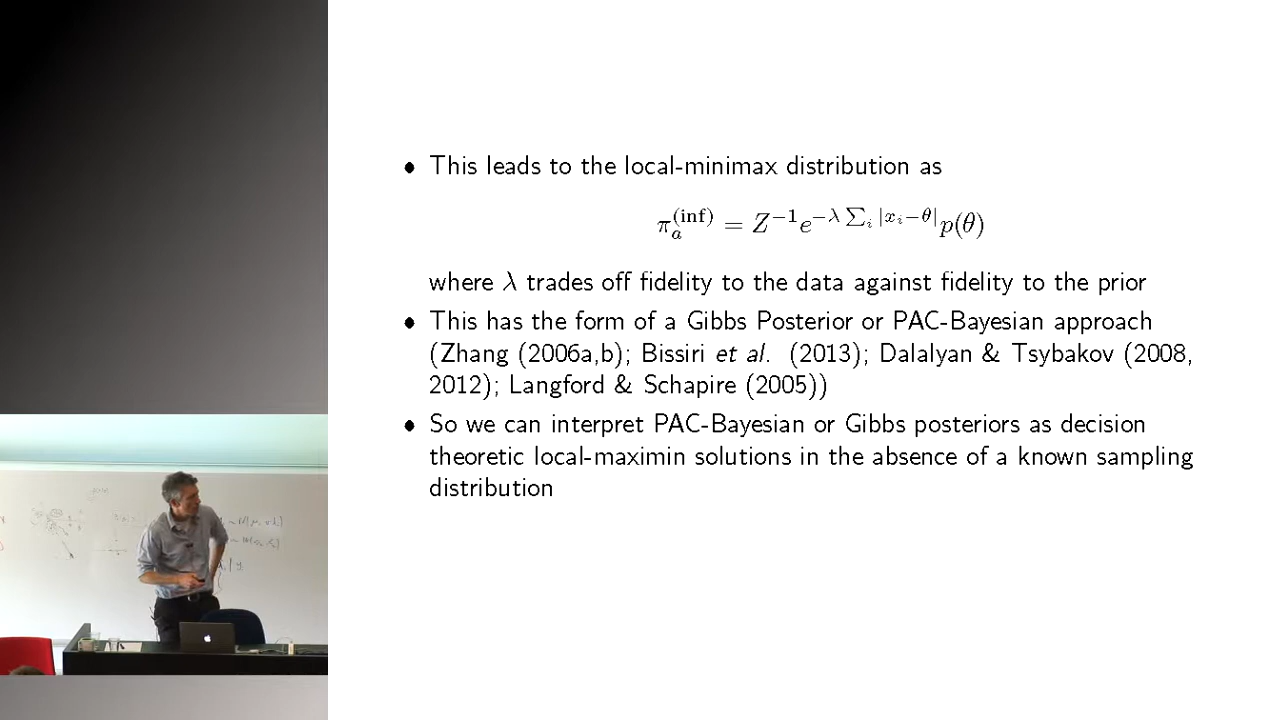 • This leads to the local-minimax distribution as
π_a^{(inf)} = Z^{-1}e^{-λ∑_i |x_i−θ|}p(θ)
where λ trades off fidelity to the data against fidelity to the prior
• This has the form of a Gibbs Posterior or PAC-Bayesian approach
(Zhang (2006a,b); Bissiri et al. (2013); Dalalyan & Tsybakov (2008,
2012); Langford & Schapire (2005))
• So we can interpret PAC-Bayesian or Gibbs posteriors as decision
theoretic local-maximin solutions in the absence of a known sampling
distribution